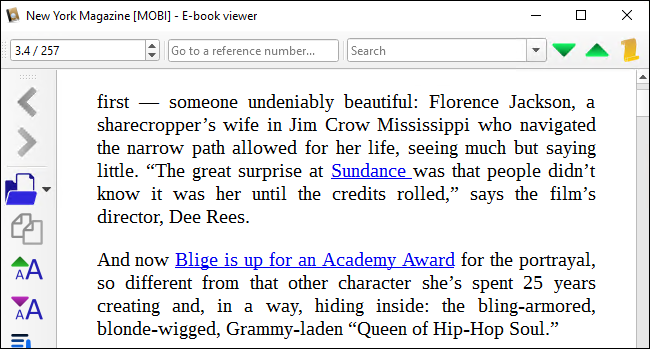 New York Magazine [MOBI] - E-book viewer
3.4 / 257
Go to a reference number...
Search
first — someone undeniably beautiful: Florence Jackson, a
sharecropper’s wife in Jim Crow Mississippi who navigated
the narrow path allowed for her life, seeing much but saying
little. “The great surprise at Sundance was that people didn’t
know it was her until the credits rolled,” says the film’s
director, Dee Rees.
And now Blige is up for an Academy Award for the portrayal,
so different from that other character she’s spent 25 years
creating and, in a way, hiding inside: the bling-armored,
blonde-wigged, Grammy-laden “Queen of Hip-Hop Soul.”
AA
AA